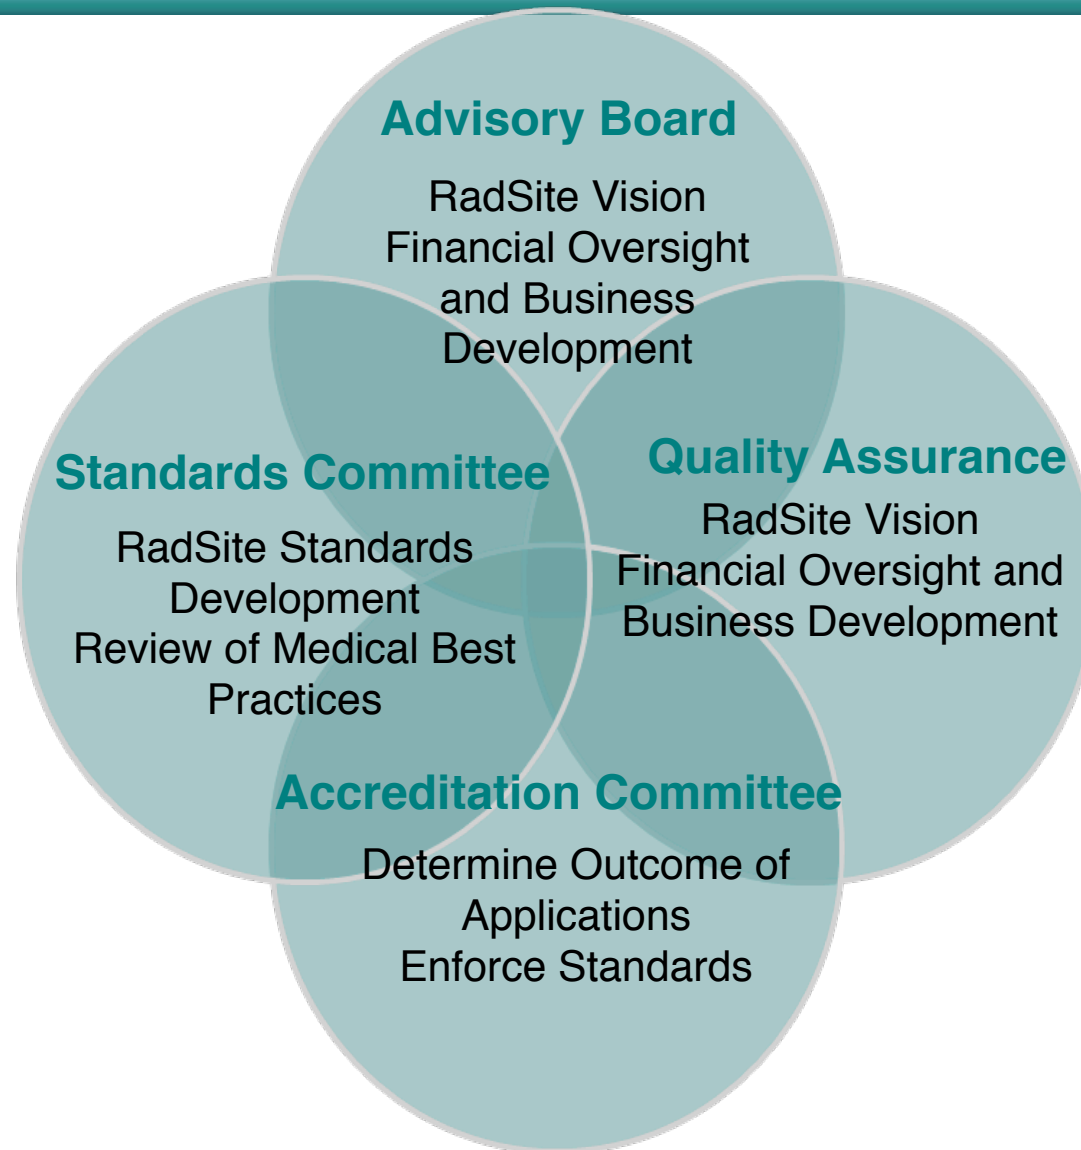 Advisory Board
RadSite Vision
Financial Oversight
and Business
Development
Standards Committee
RadSite Standards
Development
Review of Medical Best
Practices
Quality Assurance
RadSite Vision
Financial Oversight and
Business Development
Accreditation Committee
Determine Outcome of
Applications
Enforce Standards